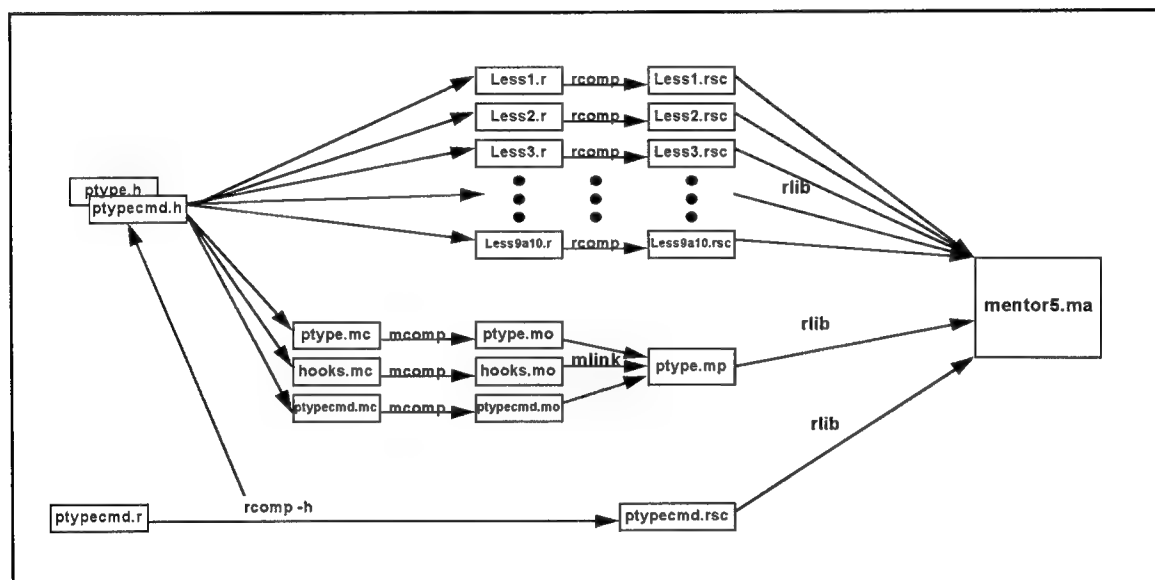 Less1.r rcomp Less1.rsc
Less2.r rcomp Less2.rsc
Less3.r rcomp Less3.rsc
ptype.h
rlib
ptypecmd.h
Less9a10.r rcomp Less9a10.rsc
mentor5.ma
ptype.mc mcomp ptype.mo
rlib
mlink
hooks.mc mcomp hooks.mo
ptype.mp
ptypecmd.mc mcomp ptypecmd.mo
rlib
rcomp -h
ptypecmd.r
ptypecmd.rsc